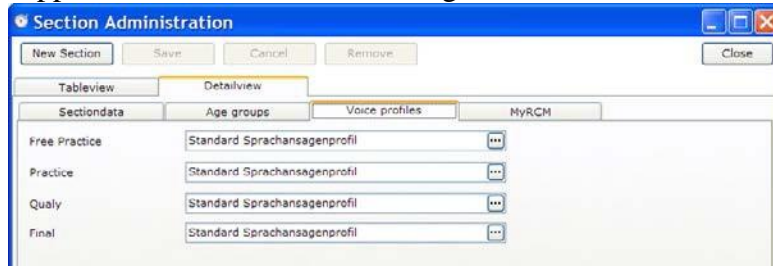 Section Administration
New Section Save Cancel Remove Close
Tableview Detailview
Sectiondata Age groups Voice profiles MyRCM
Free Practice Standard Sprachansagenprofil ...
Practice Standard Sprachansagenprofil ...
Qualy Standard Sprachansagenprofil ...
Final Standard Sprachansagenprofil ...